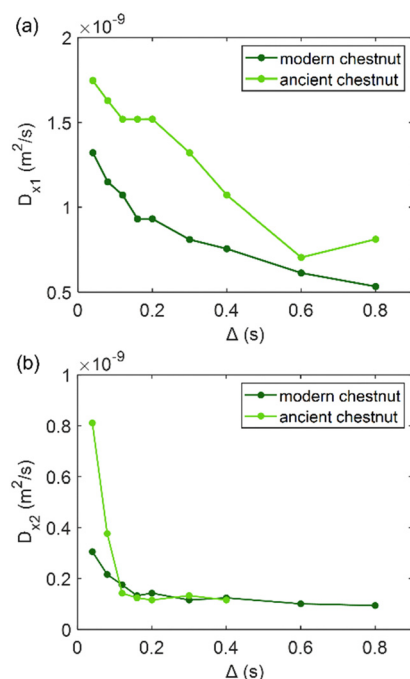 (a)
×10⁻⁹
2
1.5
1
0.5
D_x1 (m²/s)
modern chestnut
ancient chestnut
0 0.2 0.4 0.6 0.8
Δ (s)
(b)
×10⁻⁹
1
0.8
0.6
0.4
0.2
0
D_x2 (m²/s)
modern chestnut
ancient chestnut
0 0.2 0.4 0.6 0.8
Δ (s)